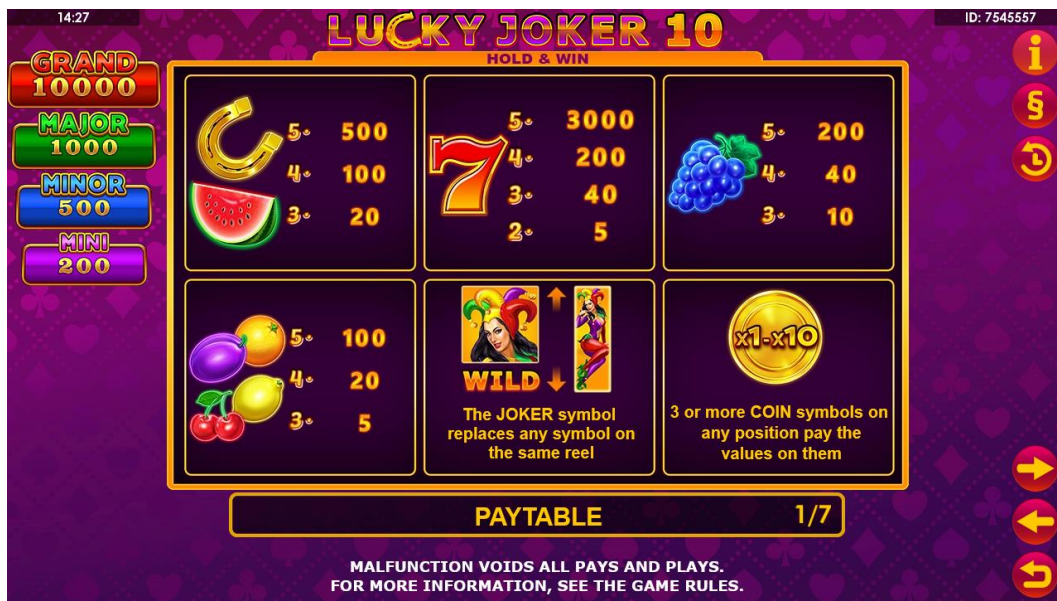 14:27
LUCKY JOKER 10
ID: 7545557
HOLD & WIN
GRAND
10000
MAJOR
1000
MINOR
500
MINI
200
5- 500
4- 100
3- 20
5- 3000
4- 200
3- 40
2- 5
5- 200
4- 40
3- 10
5- 100
4- 20
3- 5
WILD
The JOKER symbol
replaces any symbol on
the same reel
x1-x10
3 or more COIN symbols on
any position pay the
values on them
PAYTABLE 1/7
MALFUNCTION VOIDS ALL PAYS AND PLAYS.
FOR MORE INFORMATION, SEE THE GAME RULES.
i
§